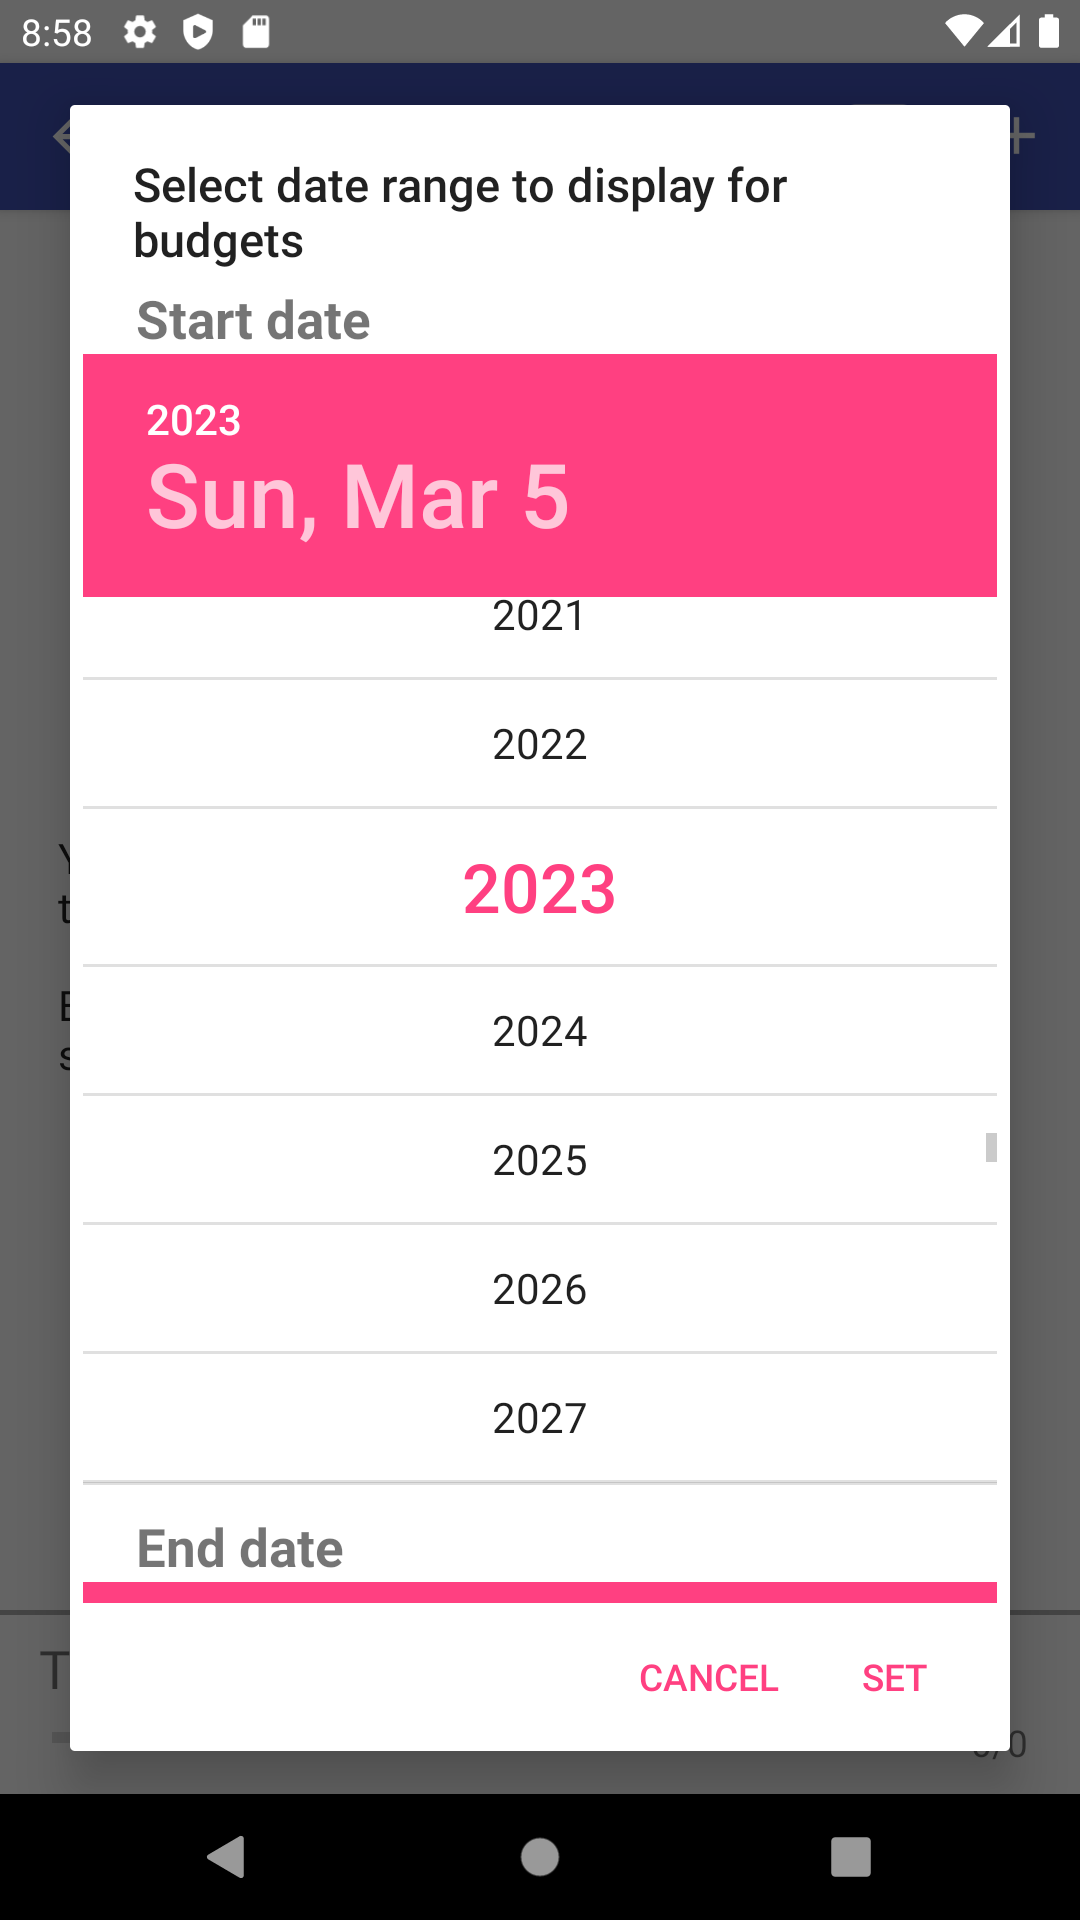 8:58
Select date range to display for
budgets
Start date
2023
Sun, Mar 5
2021
2022
2023
2024
2025
2026
2027
End date
CANCEL
SET